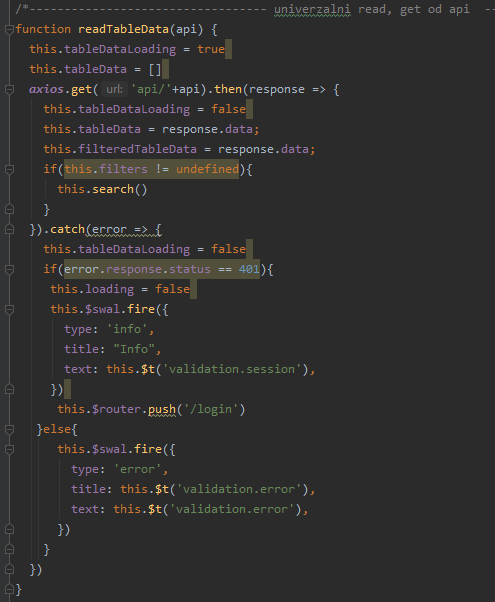 /*---------------------------------- univerzalni read, get od api --
function readTableData(api) {
this.tableDataLoading = true
this.tableData = []
axios.get( url: 'api/'+api).then(response => {
this.tableDataLoading = false
this.tableData = response.data;
this.filteredTableData = response.data;
if(this.filters != undefined){
this.search()
}
}).catch(error => {
this.tableDataLoading = false
if(error.response.status == 401){
this.loading = false
this.$swal.fire({
type: 'info',
title: "Info",
text: this.$t('validation.session'),
})
this.$router.push('/login')
}else{
this.$swal.fire({
type: 'error',
title: this.$t('validation.error'),
text: this.$t('validation.error'),
})
}
})
}